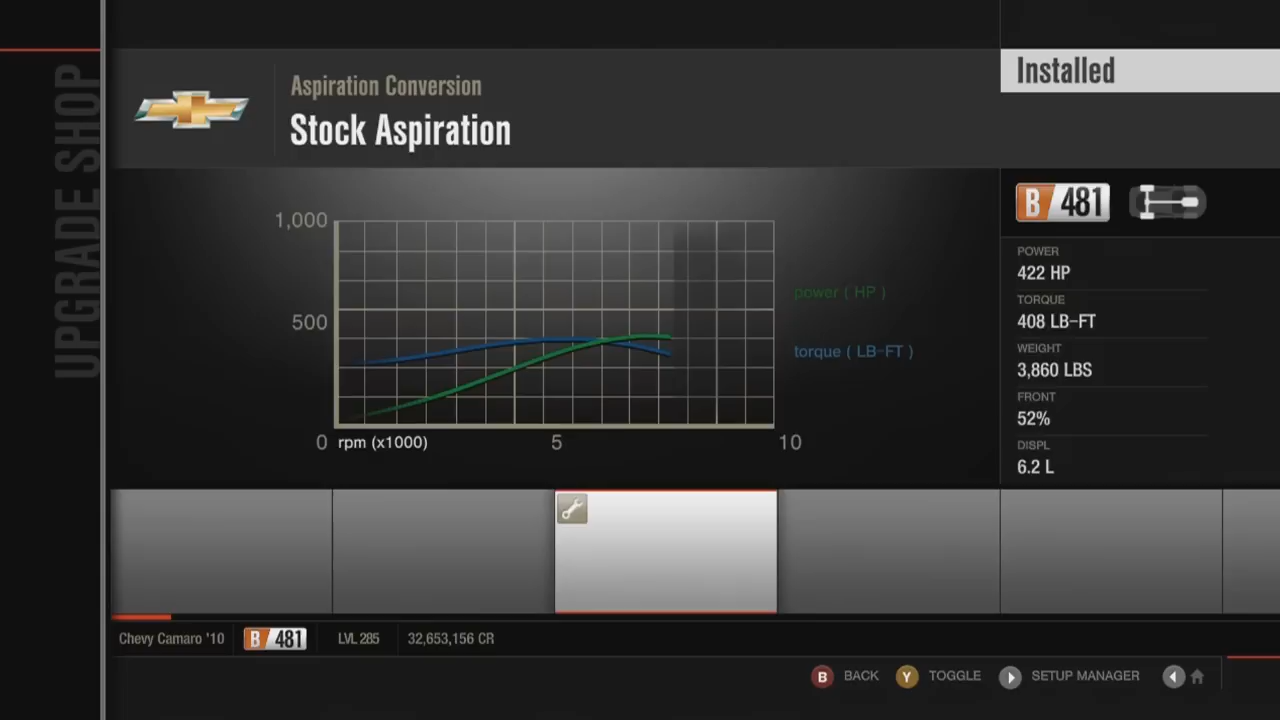 UPGRADE SHOP
Aspiration Conversion
Stock Aspiration
Installed
B 481
POWER
422 HP
TORQUE
408 LB-FT
WEIGHT
3,860 LBS
FRONT
52%
DISPL
6.2 L
1,000
500
power ( HP )
torque ( LB-FT )
0 rpm (x1000) 5 10
Chevy Camaro '10 B 481 LVL 285 32,653,156 CR
B BACK Y TOGGLE SETUP MANAGER